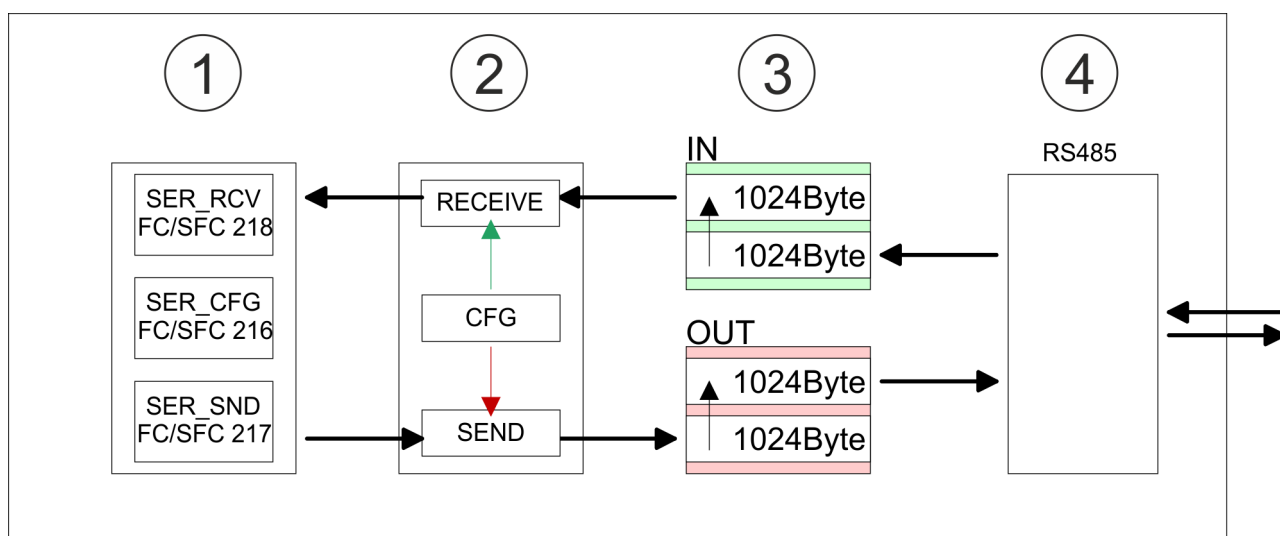 1
2
3
4
SER_RCV
FC/SFC 218
SER_CFG
FC/SFC 216
SER_SND
FC/SFC 217
RECEIVE
CFG
SEND
IN
1024Byte
1024Byte
OUT
1024Byte
1024Byte
RS485